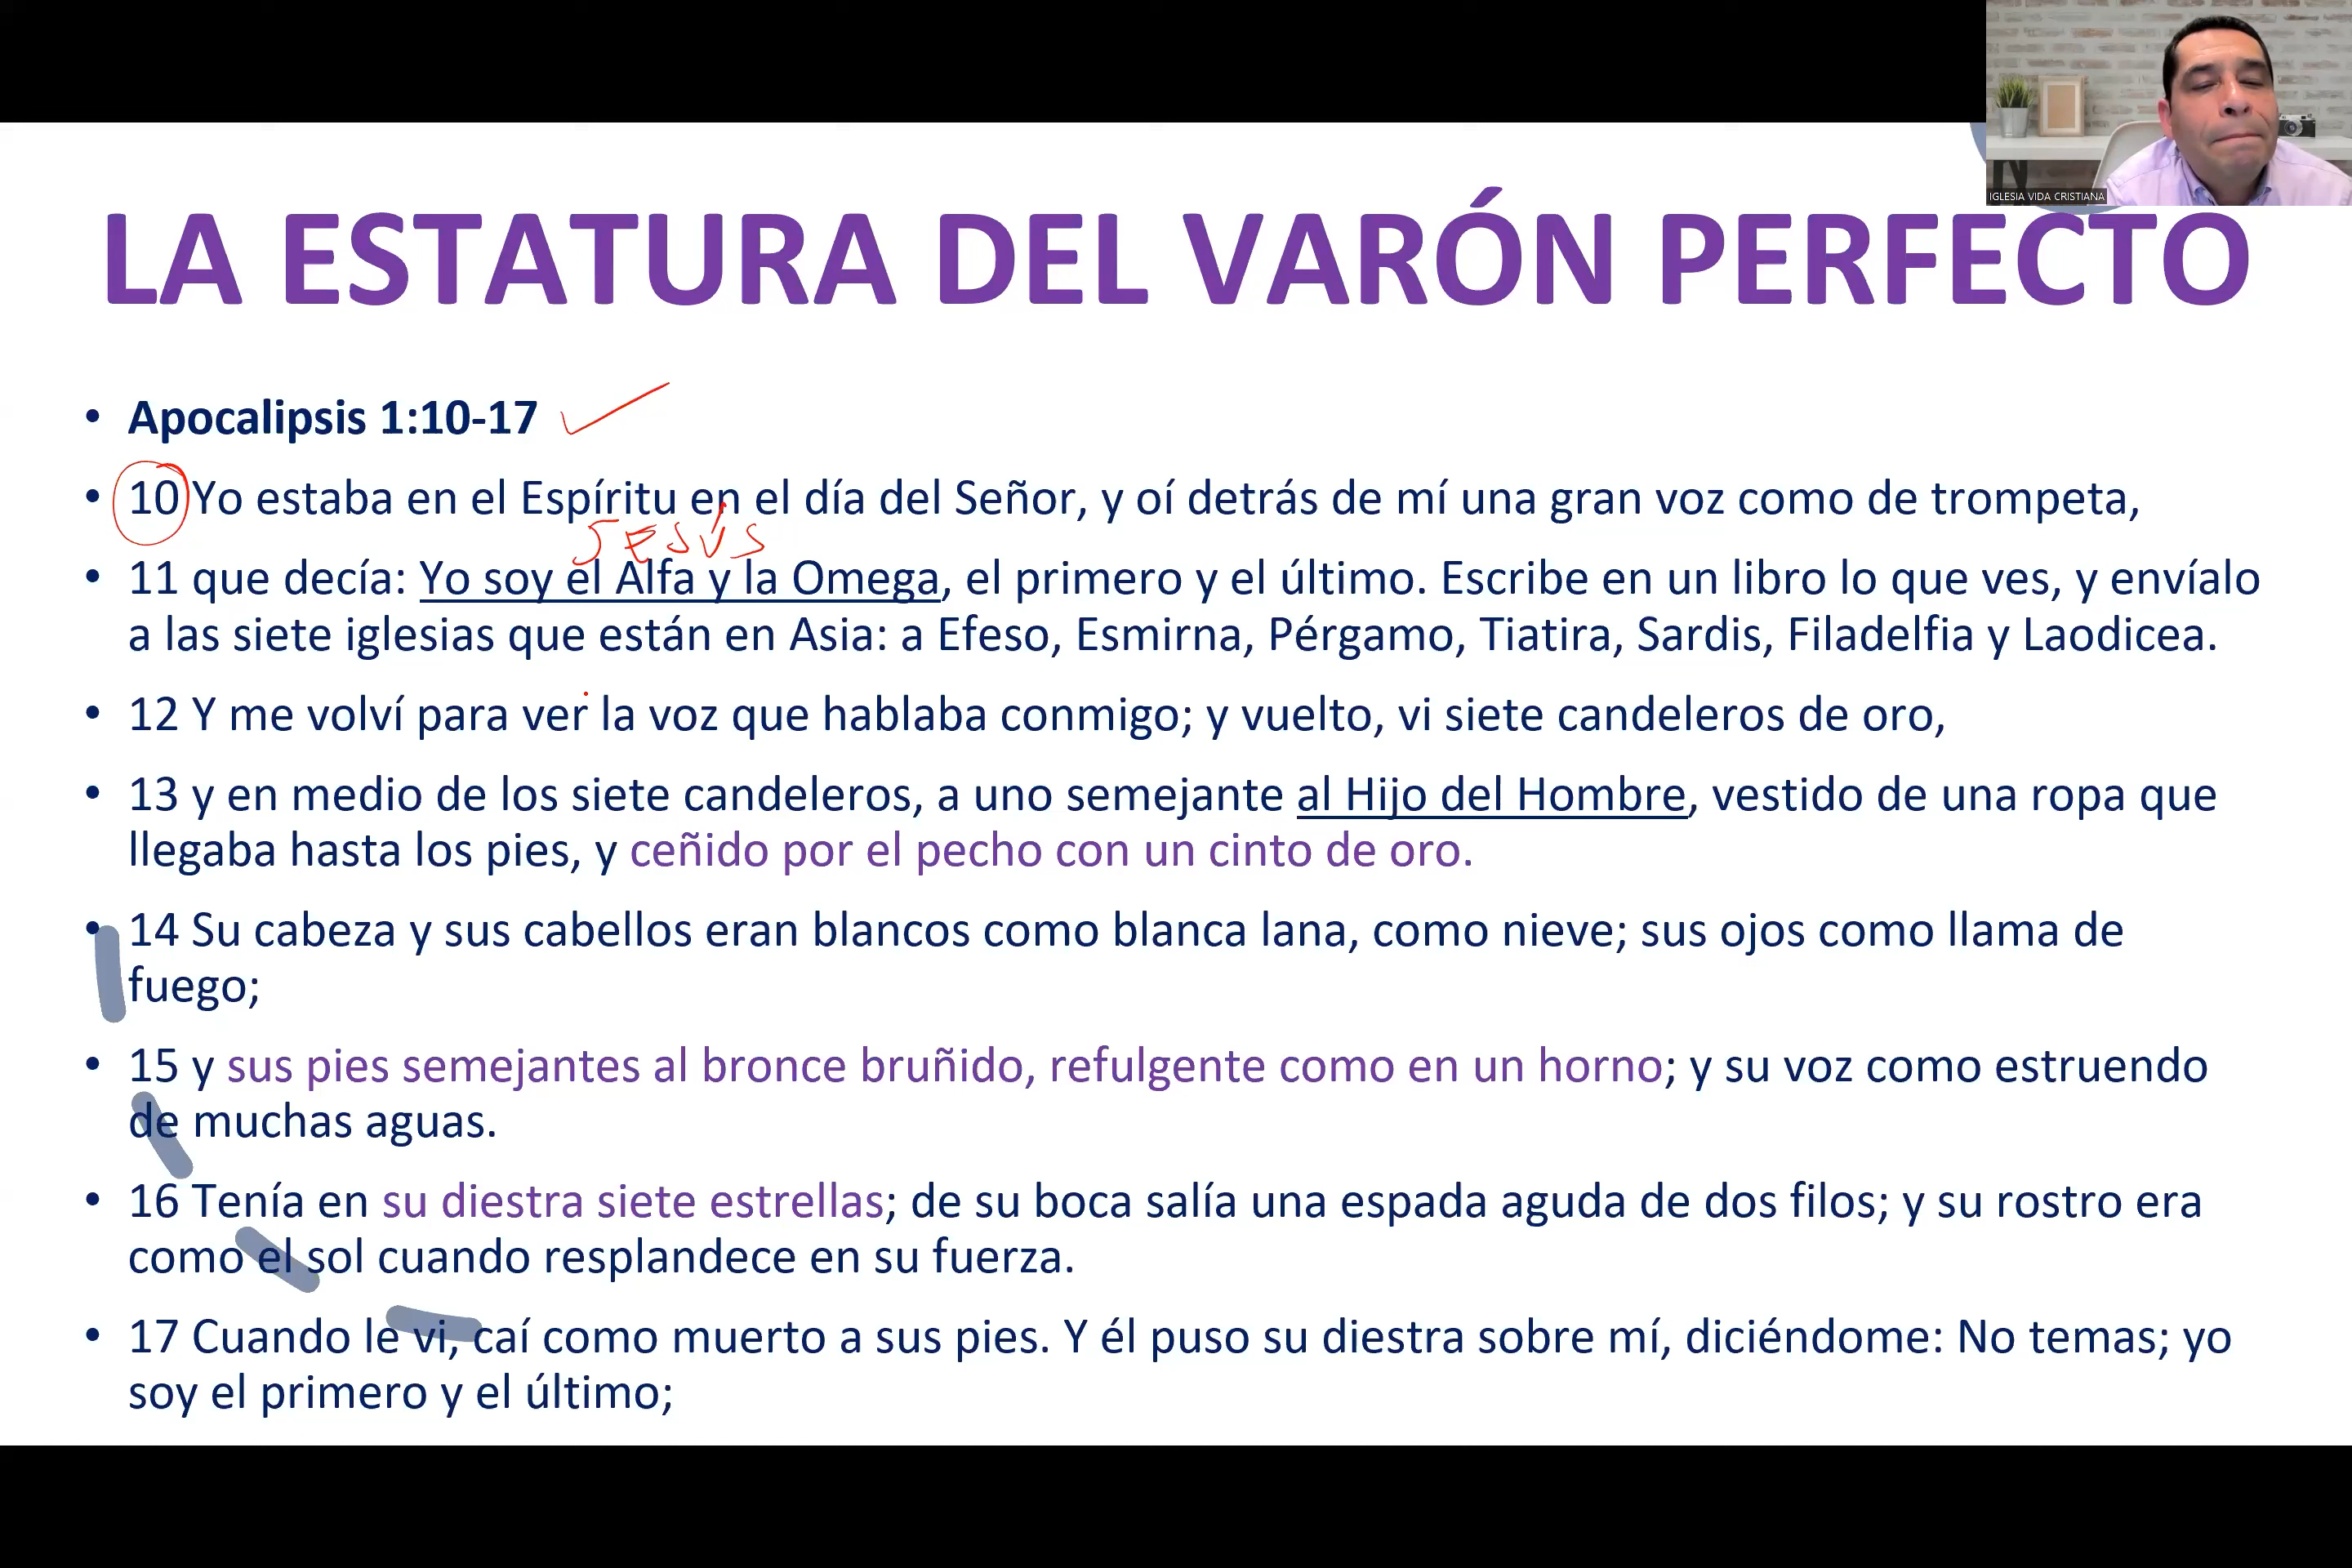 IGLESIA VIDA CRISTIANA
LA ESTATURA DEL VARÓN PERFECTO
• Apocalipsis 1:10-17
• 10 Yo estaba en el Espíritu en el día del Señor, y oí detrás de mí una gran voz como de trompeta,
JESÚS
• 11 que decía: Yo soy el Alfa y la Omega, el primero y el último. Escribe en un libro lo que ves, y envíalo
a las siete iglesias que están en Asia: a Efeso, Esmirna, Pérgamo, Tiatira, Sardis, Filadelfia y Laodicea.
• 12 Y me volví para ver la voz que hablaba conmigo; y vuelto, vi siete candeleros de oro,
• 13 y en medio de los siete candeleros, a uno semejante al Hijo del Hombre, vestido de una ropa que
llegaba hasta los pies, y ceñido por el pecho con un cinto de oro.
• 14 Su cabeza y sus cabellos eran blancos como blanca lana, como nieve; sus ojos como llama de
fuego;
• 15 y sus pies semejantes al bronce bruñido, refulgente como en un horno; y su voz como estruendo
de muchas aguas.
• 16 Tenía en su diestra siete estrellas; de su boca salía una espada aguda de dos filos; y su rostro era
como el sol cuando resplandece en su fuerza.
• 17 Cuando le vi, caí como muerto a sus pies. Y él puso su diestra sobre mí, diciéndome: No temas; yo
soy el primero y el último;